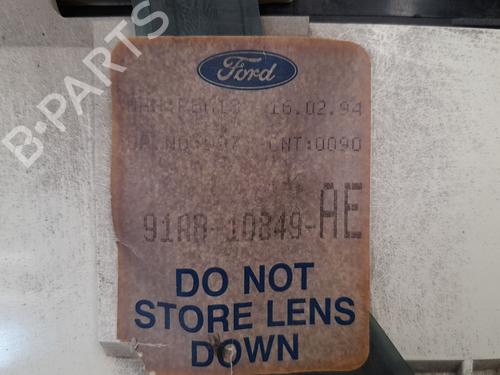 Ford
16.02.94
CNT:0090
91AB-10849-AE
DO NOT
STORE LENS
DOWN
B-PARTS